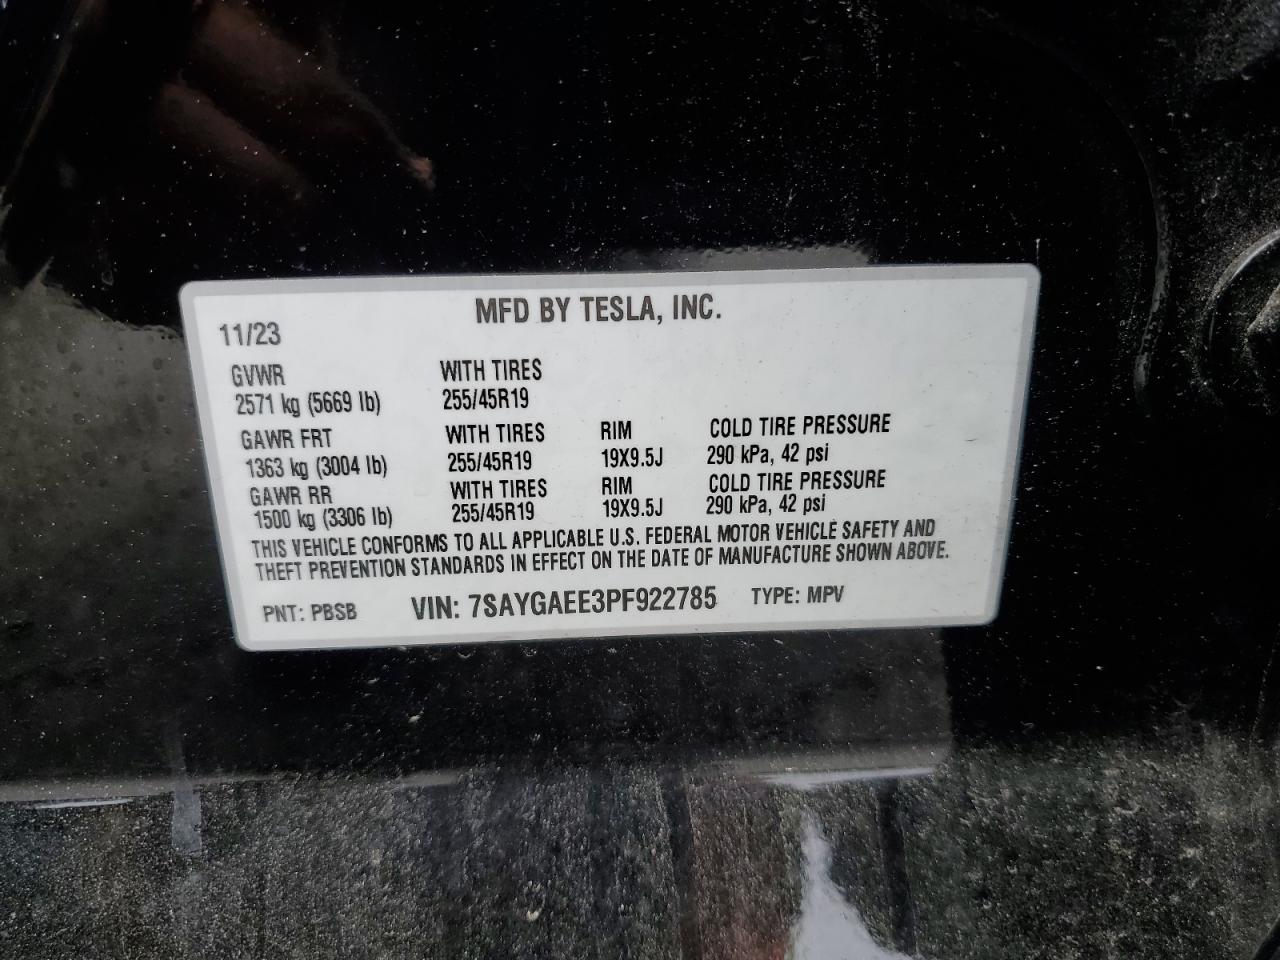 MFD BY TESLA, INC.
11/23
GVWR WITH TIRES
2571 kg (5669 lb) 255/45R19
GAWR FRT WITH TIRES RIM COLD TIRE PRESSURE
1363 kg (3004 lb) 255/45R19 19X9.5J 290 kPa, 42 psi
GAWR RR WITH TIRES RIM COLD TIRE PRESSURE
1500 kg (3306 lb) 255/45R19 19X9.5J 290 kPa, 42 psi
THIS VEHICLE CONFORMS TO ALL APPLICABLE U.S. FEDERAL MOTOR VEHICLE SAFETY AND
THEFT PREVENTION STANDARDS IN EFFECT ON THE DATE OF MANUFACTURE SHOWN ABOVE.
PNT: PBSB VIN: 7SAYGAEE3PF922785 TYPE: MPV